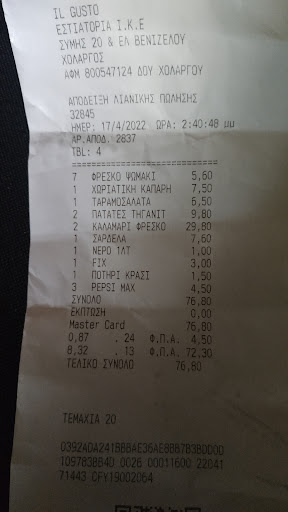 IL GUSTO
ΕΣΤΙΑΤΟΡΙΑ Ι.Κ.Ε
ΣΥΜΗΣ 20 & ΕΛ ΒΕΝΙΖΕΛΟΥ
ΧΟΛΑΡΓΟΣ
ΑΦΜ 800547124 ΔΟΥ ΧΟΛΑΡΓΟΥ
ΑΠΟΔΕΙΞΗ ΛΙΑΝΙΚΗΣ ΠΩΛΗΣΗΣ
32845
ΗΜΕΡ: 17/4/2022 ΩΡΑ: 2:40:48 μμ
ΑΡ.ΑΠΟΔ. 2837
TBL: 4
==============================
7 ΦΡΕΣΚΟ ΨΩΜΑΚΙ 5,60
1 ΧΩΡΙΑΤΙΚΗ ΚΑΠΑΡΗ 7,50
1 ΤΑΡΑΜΟΣΑΛΑΤΑ 6,50
2 ΠΑΤΑΤΕΣ ΤΗΓΑΝΙΤ 9,80
2 ΚΑΛΑΜΑΡΙ ΦΡΕΣΚΟ 29,80
1 ΣΑΡΔΕΛΑ 7,60
1 ΝΕΡΟ 1ΛΤ 1,00
1 FIX 3,00
1 ΠΟΤΗΡΙ ΚΡΑΣΙ 1,50
3 PEPSI MAX 4,50
ΣΥΝΟΛΟ 76,80
ΕΚΠΤΩΣΗ 0,00
Master Card 76,80
0,87 . 24 Φ.Π.Α. 4,50
8,32 . 13 Φ.Π.Α. 72,30
ΤΕΛΙΚΟ ΣΥΝΟΛΟ 76,80
ΤΕΜΑΧΙΑ 20
71443 CFY19002064